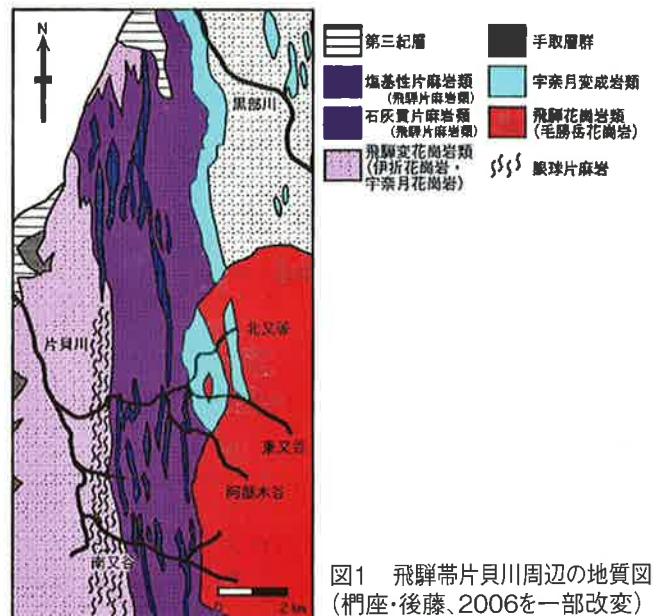 N
黒部川
北又谷
片貝川
東又谷
阿部木谷
南又谷
0 2 km
第三紀層
塩基性片麻岩類
(飛騨片麻岩類)
石灰質片麻岩類
(飛騨片麻岩類)
飛騨変花崗岩類
(伊折花崗岩・
宇奈月花崗岩)
手取層群
宇奈月変成岩類
飛騨花崗岩類
(毛勝岳花崗岩)
眼球片麻岩
図1 飛騨帯片貝川周辺の地質図
(椚座・後藤、2006を一部改変)